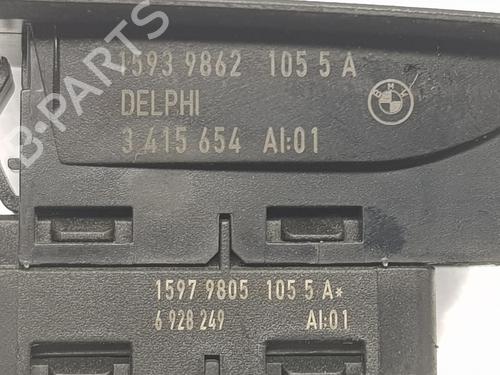 1593 9862 105 5 A
DELPHI
BMW
3 415 654 AI:01
B-PARTS
1597 9805 105 5 A*
6 928 249 AI:01